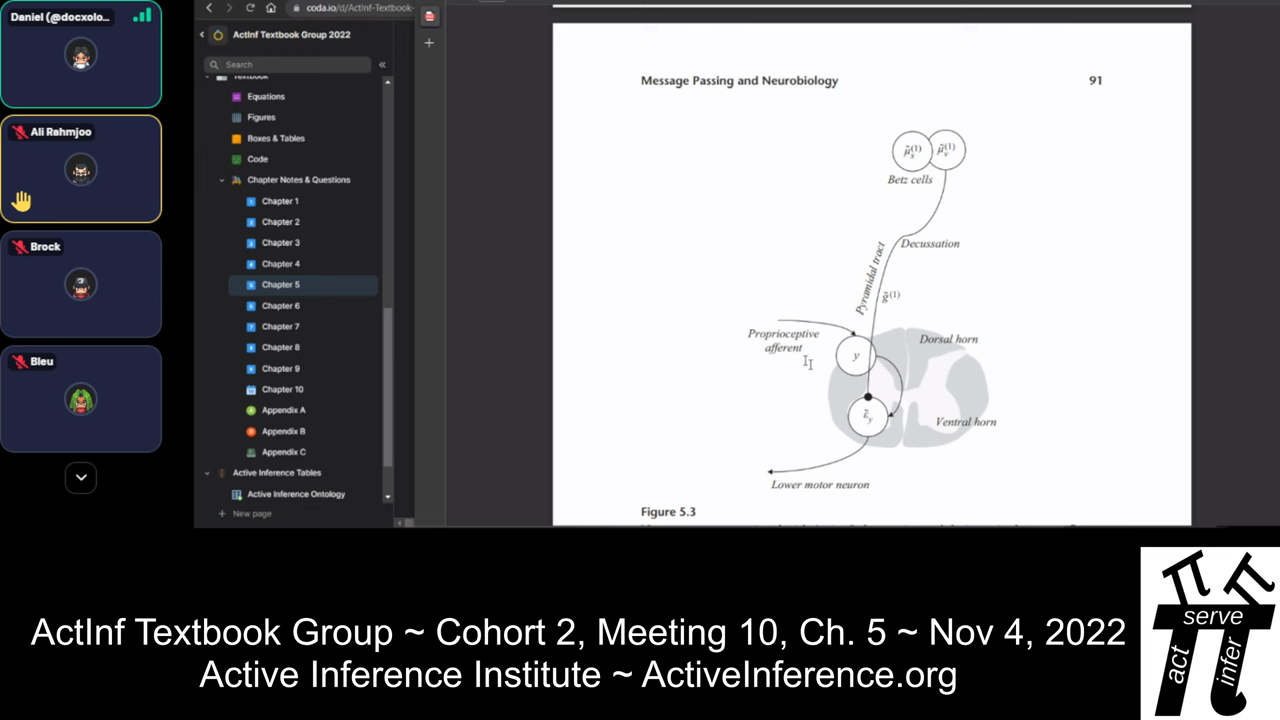 Daniel (@docxolo...
Ali Rahmjoo
Brock
Bleu
coda.io/d/ActInf-Textbook-
ActInf Textbook Group 2022
Search
Textbook
Equations
Figures
Boxes & Tables
Code
Chapter Notes & Questions
Chapter 1
Chapter 2
Chapter 3
Chapter 4
Chapter 5
Chapter 6
Chapter 7
Chapter 8
Chapter 9
Chapter 10
Appendix A
Appendix B
Appendix C
Active Inference Tables
Active Inference Ontology
New page
Message Passing and Neurobiology 91
Betz cells
Decussation
Pyramidal tract
Proprioceptive
afferent
y
Dorsal horn
Ventral horn
Lower motor neuron
Figure 5.3
ActInf Textbook Group ~ Cohort 2, Meeting 10, Ch. 5 ~ Nov 4, 2022
Active Inference Institute ~ ActiveInference.org
serve
act
infer